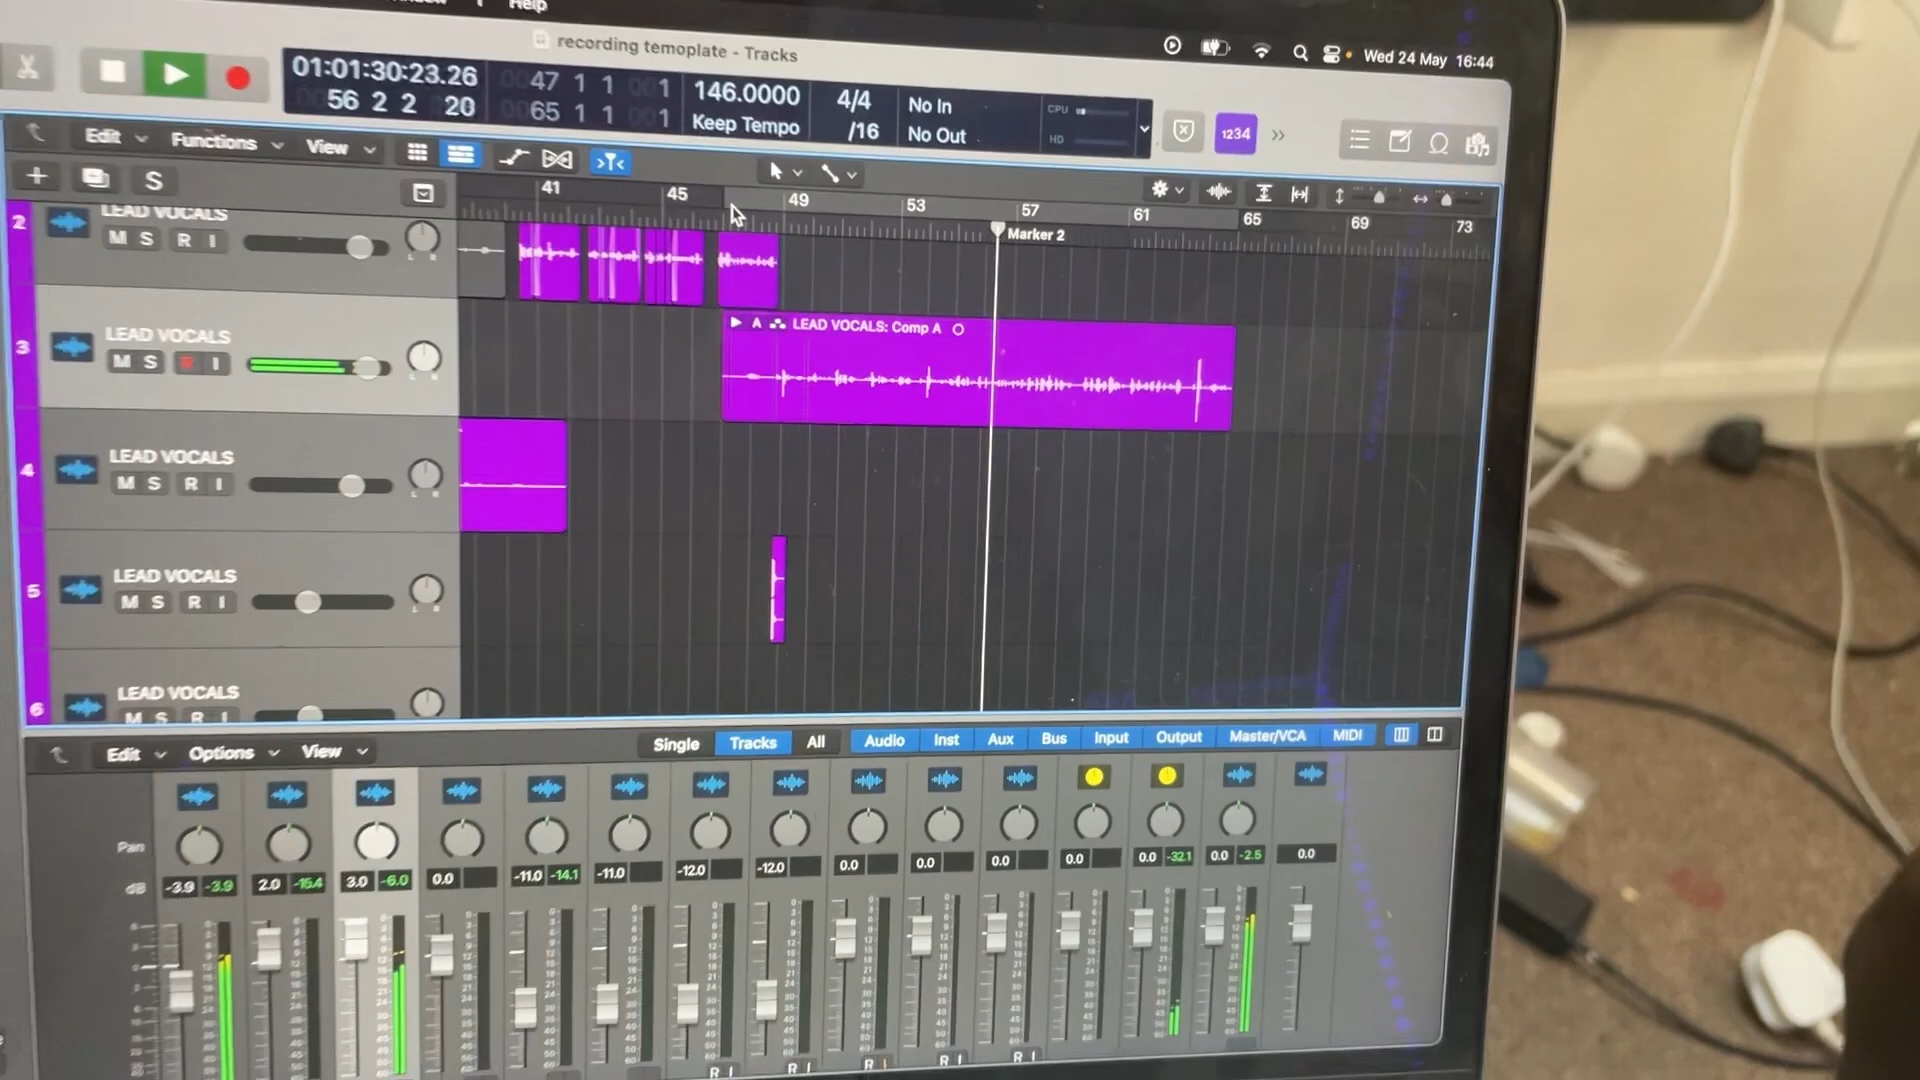 Help
recording temoplate - Tracks
Wed 24 May 16:44
01:01:30:23.26
56 2 2 20
47 1 1 1
65 1 1 1
146.0000
Keep Tempo
4/4
/16
No In
No Out
CPU
HD
1234
Edit Functions View
S
41 45 49 53 57 61 65 69 73
Marker 2
2 LEAD VOCALS
M S R I
3 LEAD VOCALS
M S R I
LEAD VOCALS: Comp A
4 LEAD VOCALS
M S R I
5 LEAD VOCALS
M S R I
6 LEAD VOCALS
M S R I
Edit Options View
Single Tracks All
Audio Inst Aux Bus Input Output Master/VCA MIDI
Pan
dB
-3.9 -3.9 2.0 -15.4 3.0 -6.0 0.0 -11.0 -14.1 -11.0 -12.0 -12.0 0.0 0.0 0.0 0.0 0.0 -32.1 0.0 -2.5 0.0
R I R I R I R I R I